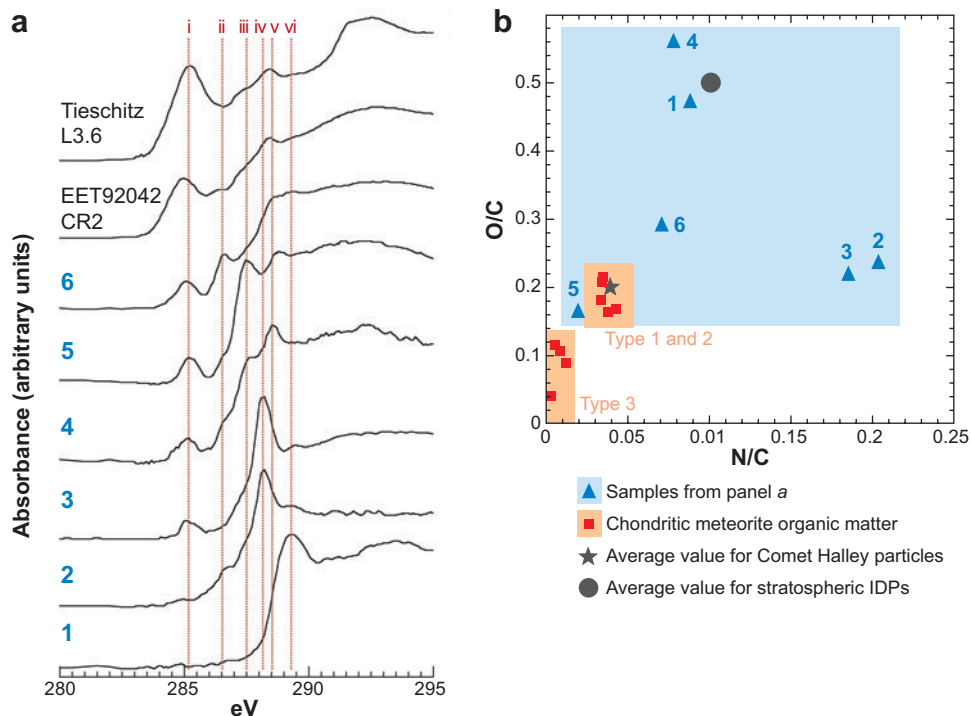 a
i ii iii iv v vi
Tieschitz
L3.6
EET92042
CR2
6
5
4
3
2
1
Absorbance (arbitrary units)
280 285 290 295
eV
b
O/C
0.5
0.4
0.3
0.2
0.1
0
4
1
6
3 2
5
Type 1 and 2
Type 3
0 0.05 0.01 0.15 0.2 0.25
N/C
Samples from panel a
Chondritic meteorite organic matter
Average value for Comet Halley particles
Average value for stratospheric IDPs